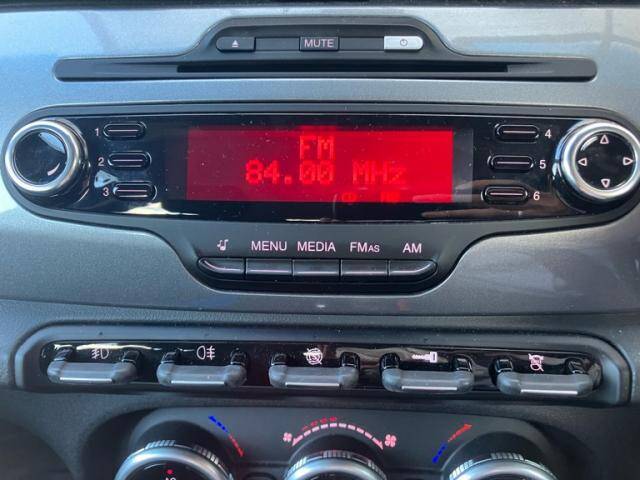 MUTE
1 FM 4
2 84.00 MHz 5
3 6
MENU MEDIA FMAS AM